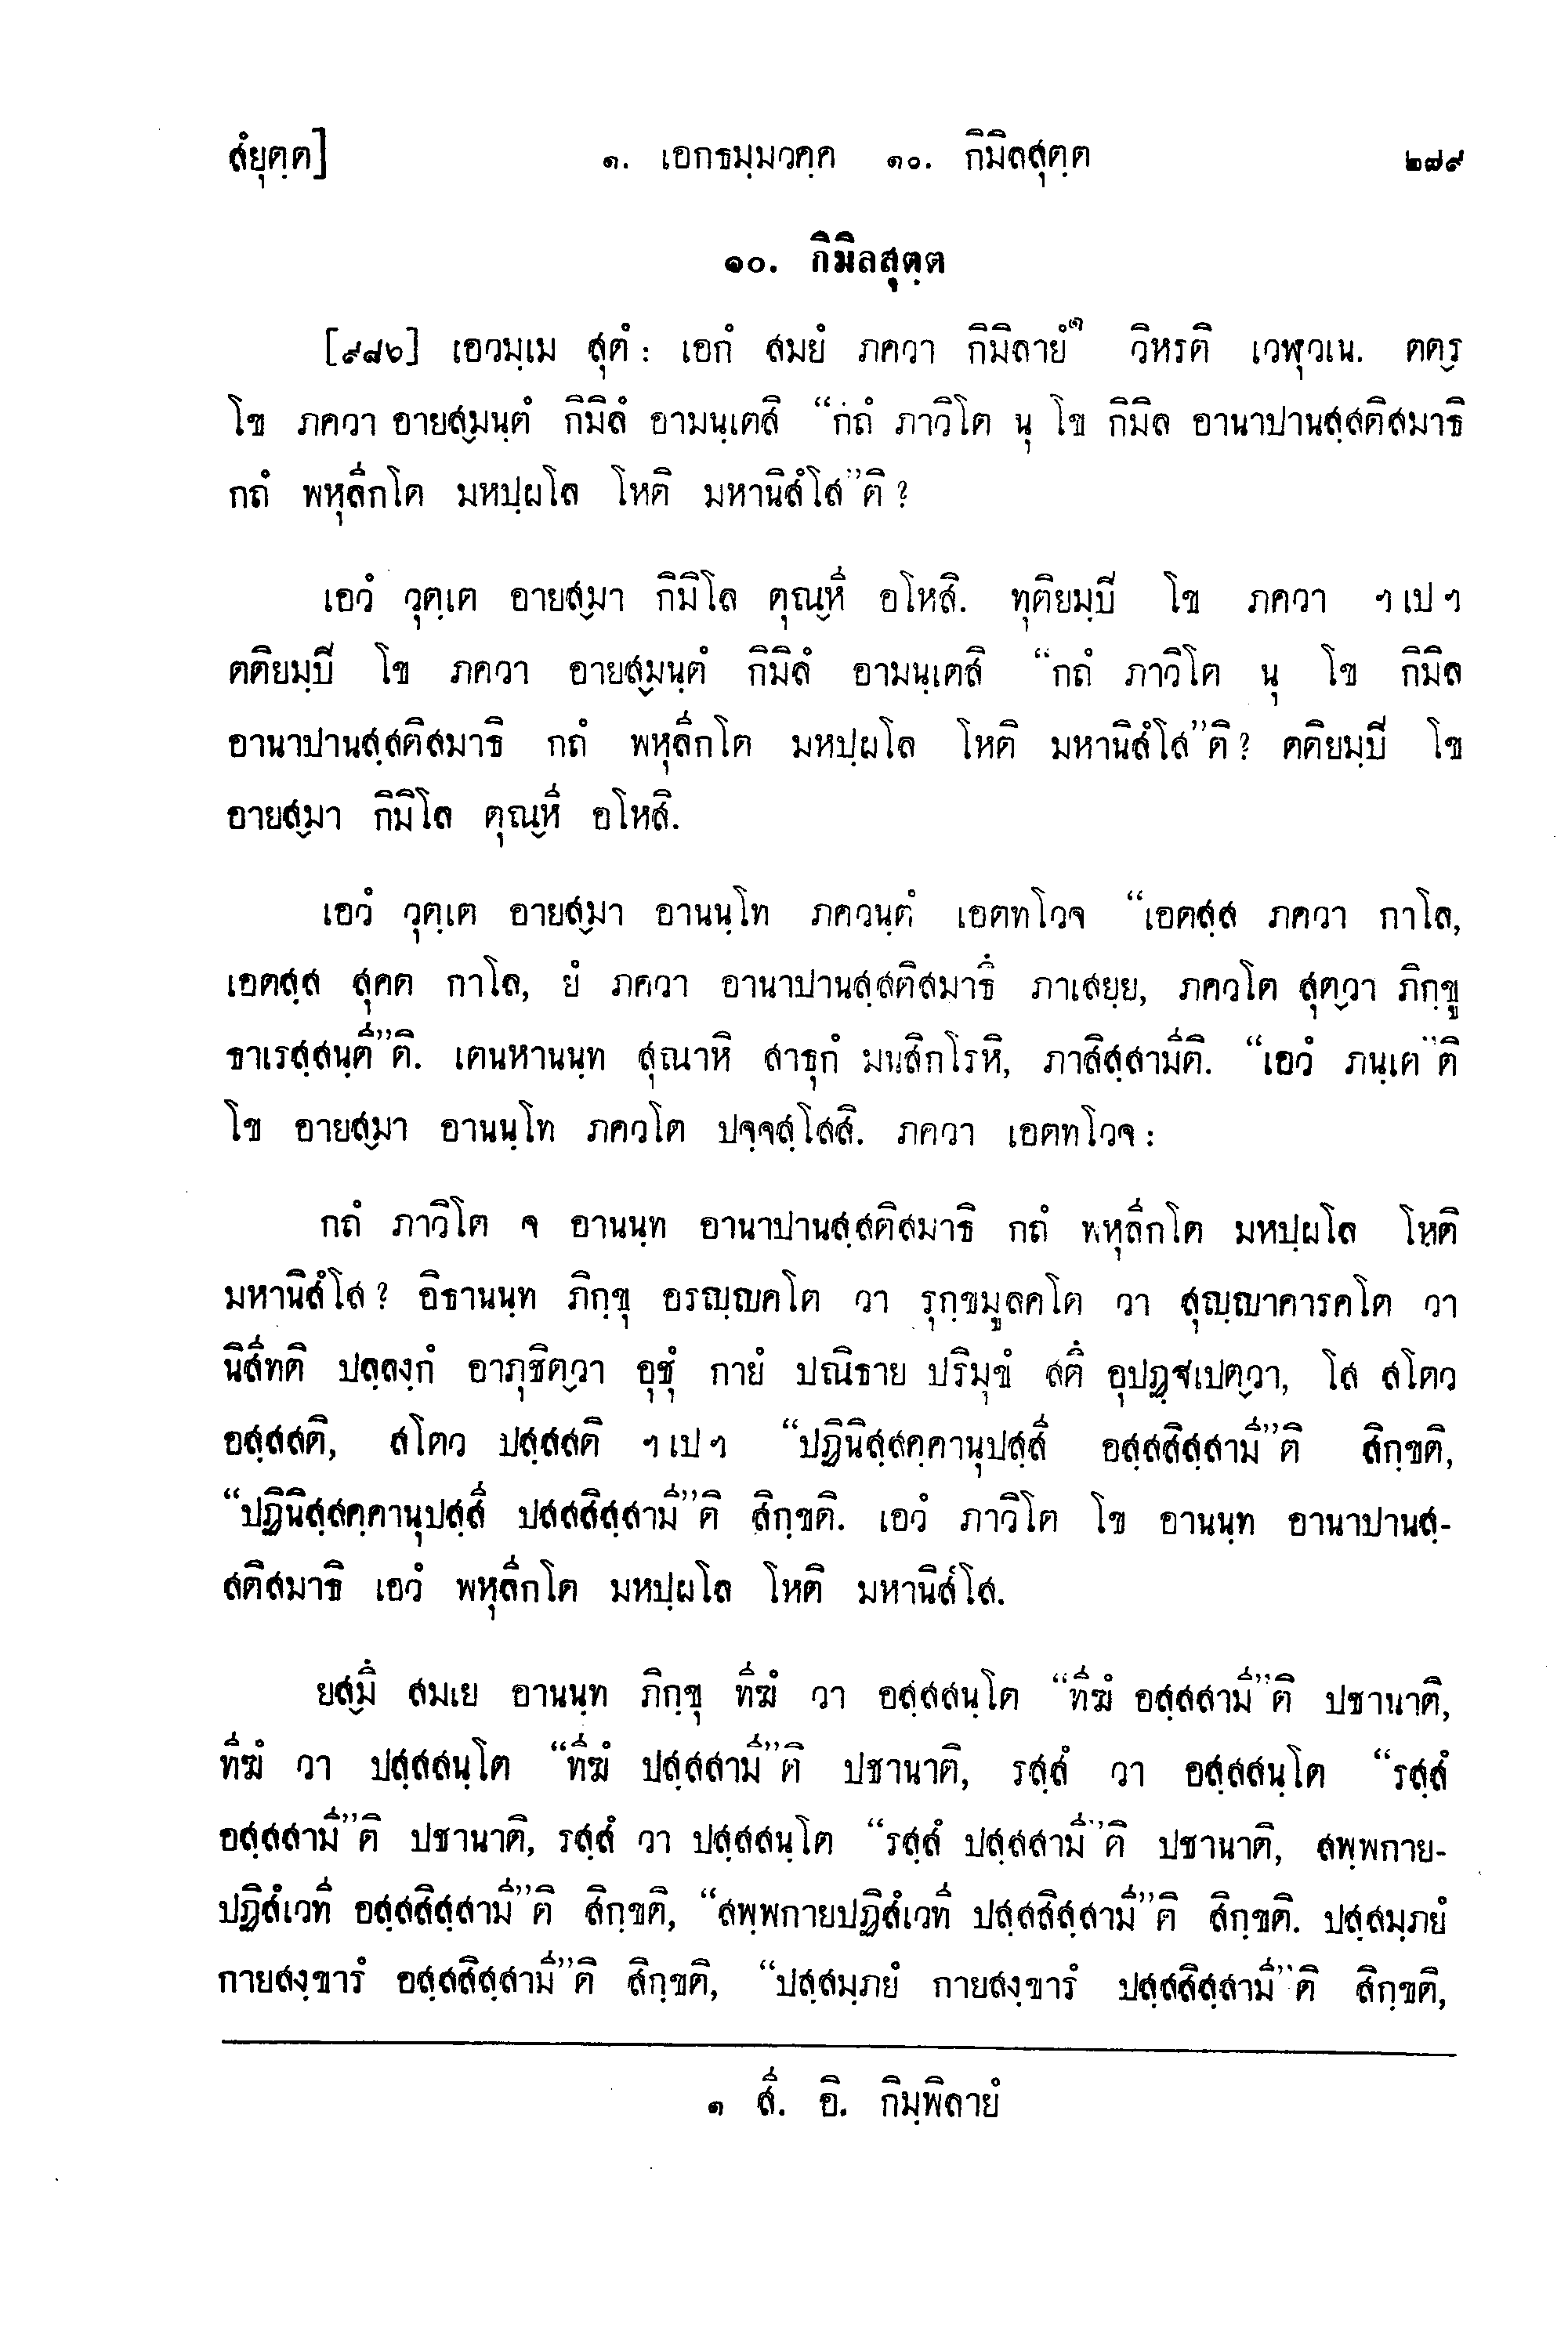 สํยุตฺต]	๑. เอกธมฺมวคฺค ๑๐. กิมิลสุตฺต	๒๗๙
๑๐. กิมิลสุตฺต
[๙๘๖] เอวมฺเม สุตํ: เอกํ สมยํ ภควา กิมิลายํ๑ วิหรติ เวฬุวเน. ตตฺร
โข ภควา อายสฺมนฺตํ กิมิลํ อามนฺเตสิ “กถํ ภาวิโต นุ โข กิมิล อานาปานสฺสติสมาธิ
กถํ พหุลีกโต มหปฺผโล โหติ มหานิสํโส”ติ?
เอวํ วุตฺเต อายสฺมา กิมิโล ตุณฺหี อโหสิ. ทุติยมฺปิ โข ภควา ฯเปฯ
ตติยมฺปิ โข ภควา อายสฺมนฺตํ กิมิลํ อามนฺเตสิ “กถํ ภาวิโต นุ โข กิมิล
อานาปานสฺสติสมาธิ กถํ พหุลีกโต มหปฺผโล โหติ มหานิสํโส”ติ? ตติยมฺปิ โข
อายสฺมา กิมิโล ตุณฺหี อโหสิ.
เอวํ วุตฺเต อายสฺมา อานนฺโท ภควนฺตํ เอตทโวจ “เอตสฺส ภควา กาโล,
เอตสฺส สุคต กาโล, ยํ ภควา อานาปานสฺสติสมาธึ ภาเสยฺย, ภควโต สุตฺวา ภิกฺขู
ธาเรสฺสนฺตี”ติ. เตนหานนฺท สุณาหิ สาธุกํ มนสิกโรหิ, ภาสิสฺสามีติ. “เอวํ ภนฺเต”ติ
โข อายสฺมา อานนฺโท ภควโต ปจฺจสฺโสสิ. ภควา เอตทโวจ:
กถํ ภาวิโต จ อานนฺท อานาปานสฺสติสมาธิ กถํ พหุลีกโต มหปฺผโล โหติ
มหานิสํโส? อิธานนฺท ภิกฺขุ อรญฺญคโต วา รุกฺขมูลคโต วา สุญฺญาคารคโต วา
นิสีทติ ปลฺลงฺกํ อาภุชิตฺวา อุชุํ กายํ ปณิธาย ปริมุขํ สตึ อุปฏฺฐเปตฺวา, โส สโตว
อสฺสสติ, สโตว ปสฺสสติ ฯเปฯ “ปฏินิสฺสคฺคานุปสฺสี อสฺสสิสฺสามี”ติ สิกฺขติ,
“ปฏินิสฺสคฺคานุปสฺสี ปสสสิสฺสามี”ติ สิกฺขติ. เอวํ ภาวิโต โข อานนฺท อานาปานสฺ-
สติสมาธิ เอวํ พหุลีกโต มหปฺผโล โหติ มหานิสํโส.
ยสฺมึ สมเย อานนฺท ภิกฺขุ ทีฆํ วา อสฺสสนฺโต “ทีฆํ อสฺสสามี”ติ ปชานาติ,
ทีฆํ วา ปสฺสสนฺโต “ทีฆํ ปสฺสสามี”ติ ปชานาติ, รสฺสํ วา อสฺสสนฺโต “รสฺสํ
อสฺสสามี”ติ ปชานาติ, รสฺสํ วา ปสฺสสนฺโต “รสฺสํ ปสฺสสามี”ติ ปชานาติ, สพฺพกาย-
ปฏิสํเวที อสฺสสิสฺสามี”ติ สิกฺขติ, “สพฺพกายปฏิสํเวที ปสฺสสิสฺสามี”ติ สิกฺขติ. ปสฺสมฺภยํ
กายสงฺขารํ อสฺสสิสฺสามี”ติ สิกฺขติ, “ปสฺสมฺภยํ กายสงฺขารํ ปสฺสสิสฺสามี”ติ สิกฺขติ,
๑ สี. อิ. กิมฺพิลายํ